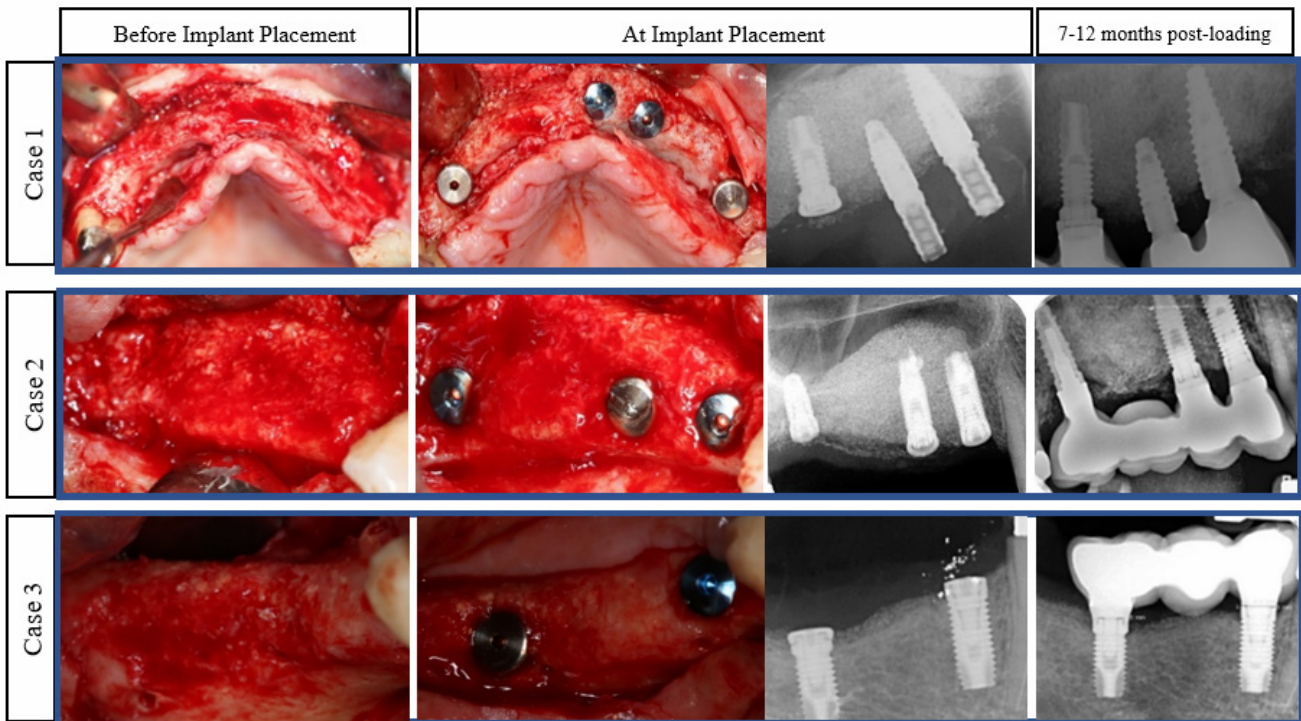 Before Implant Placement
At Implant Placement
7-12 months post-loading
Case 1
Case 2
Case 3